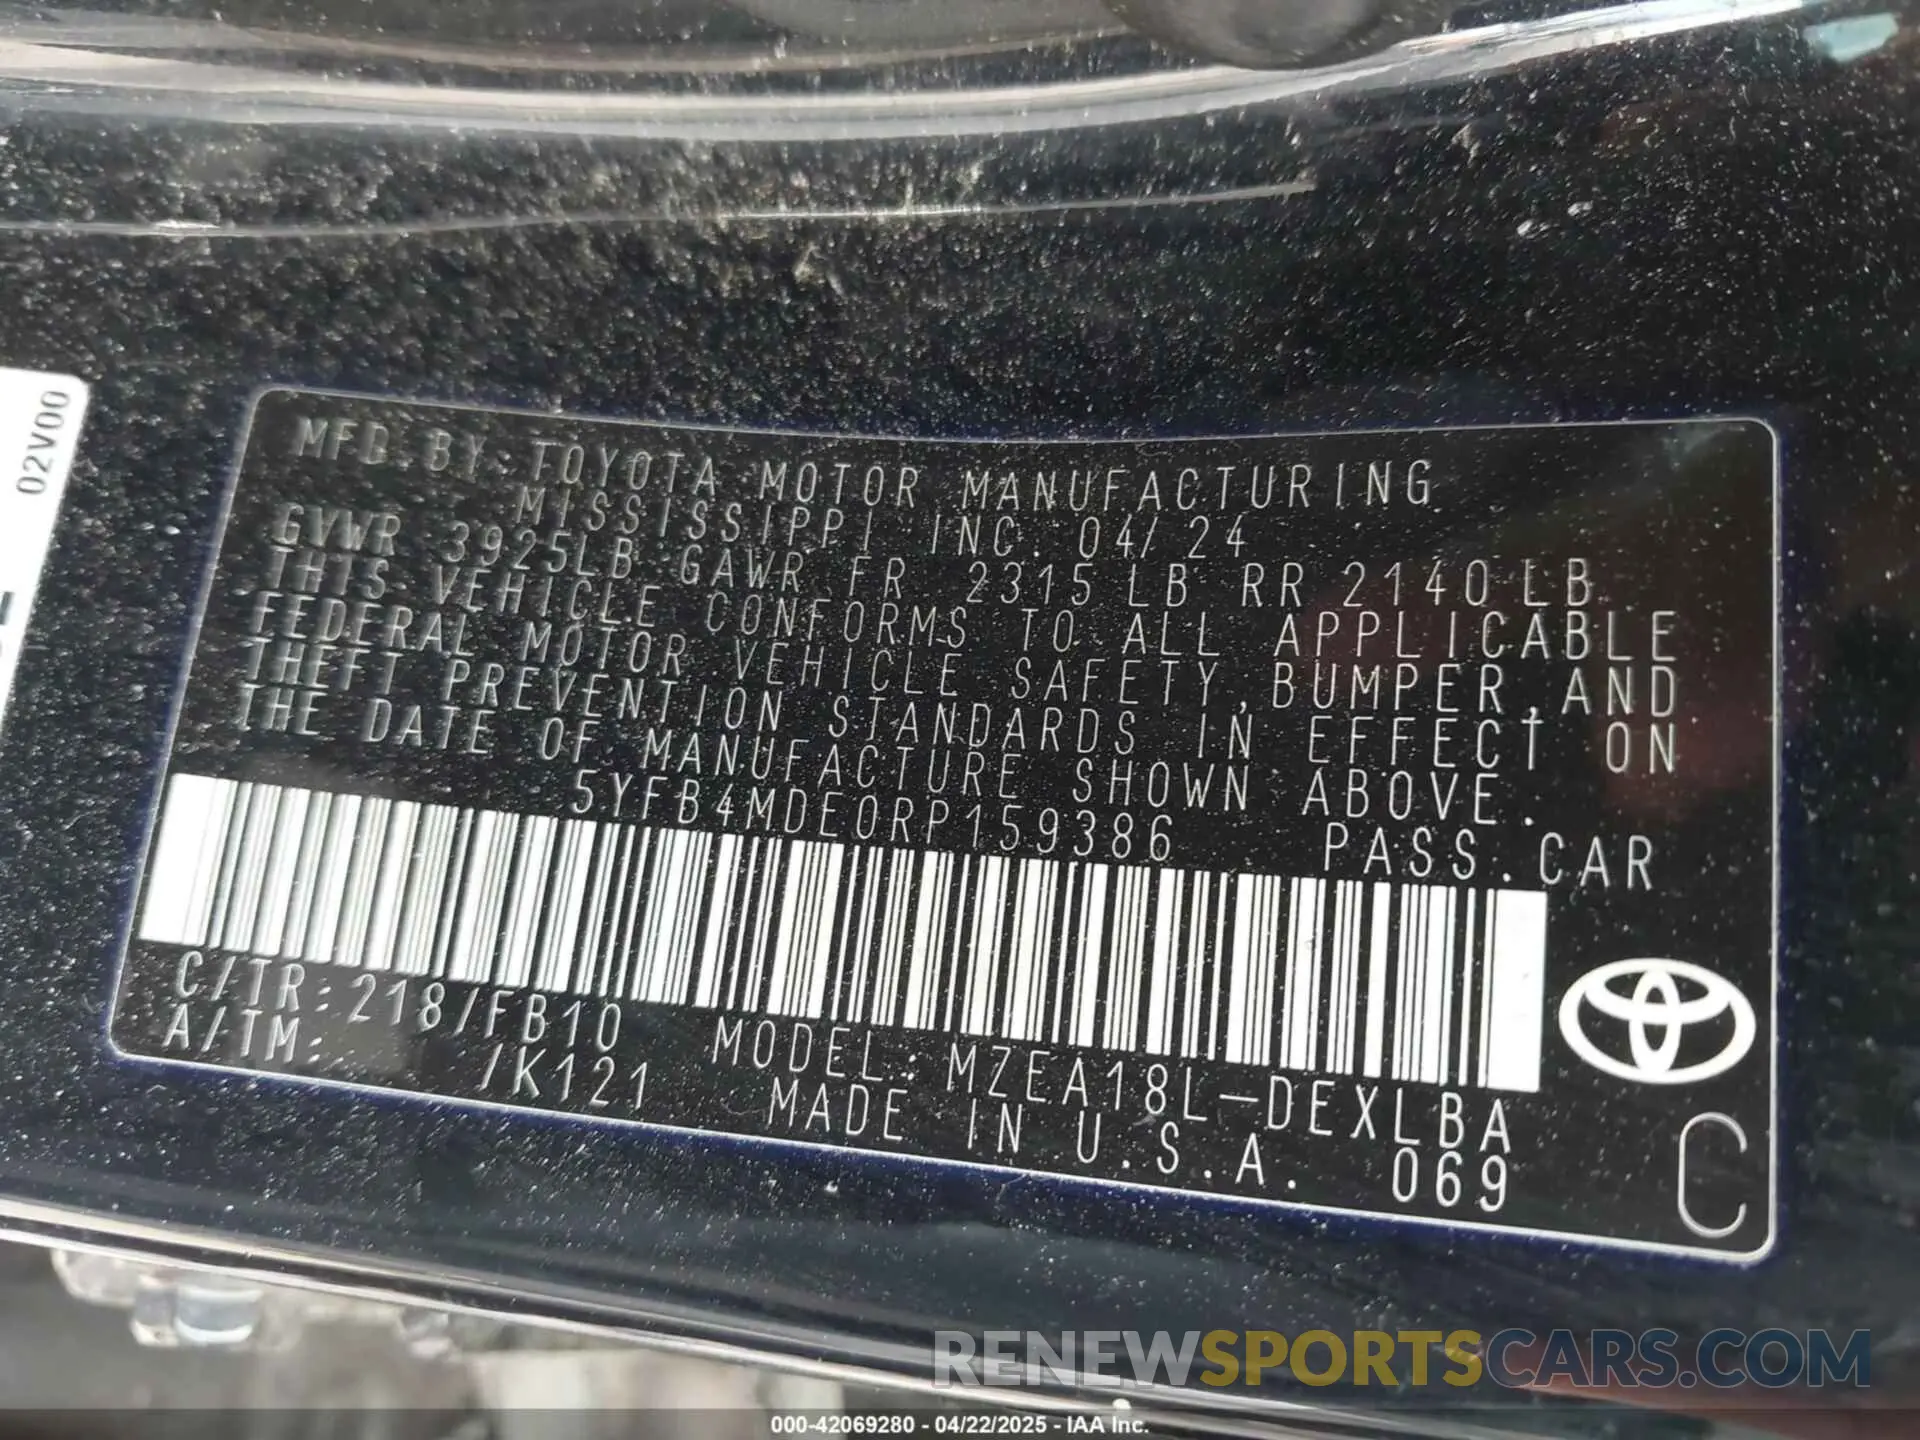 02V00
MFD.BY: TOYOTA MOTOR MANUFACTURING
MISSISSIPPI INC. 04/24
GVWR 3925LB GAWR FR 2315LB RR 2140LB
THIS VEHICLE CONFORMS TO ALL APPLICABLE
FEDERAL MOTOR VEHICLE SAFETY,BUMPER,AND
THEFT PREVENTION STANDARDS IN EFFECT ON
THE DATE OF MANUFACTURE SHOWN ABOVE.
5YFB4MDE0RP159386 PASS.CAR
C/TR:218/FB10 MODEL:MZEA18L-DEXLBA
A/TM: /K121 MADE IN U.S.A. 069
C
RENEWSPORTSCARS.COM
000-42069280 - 04/22/2025 - IAA Inc.